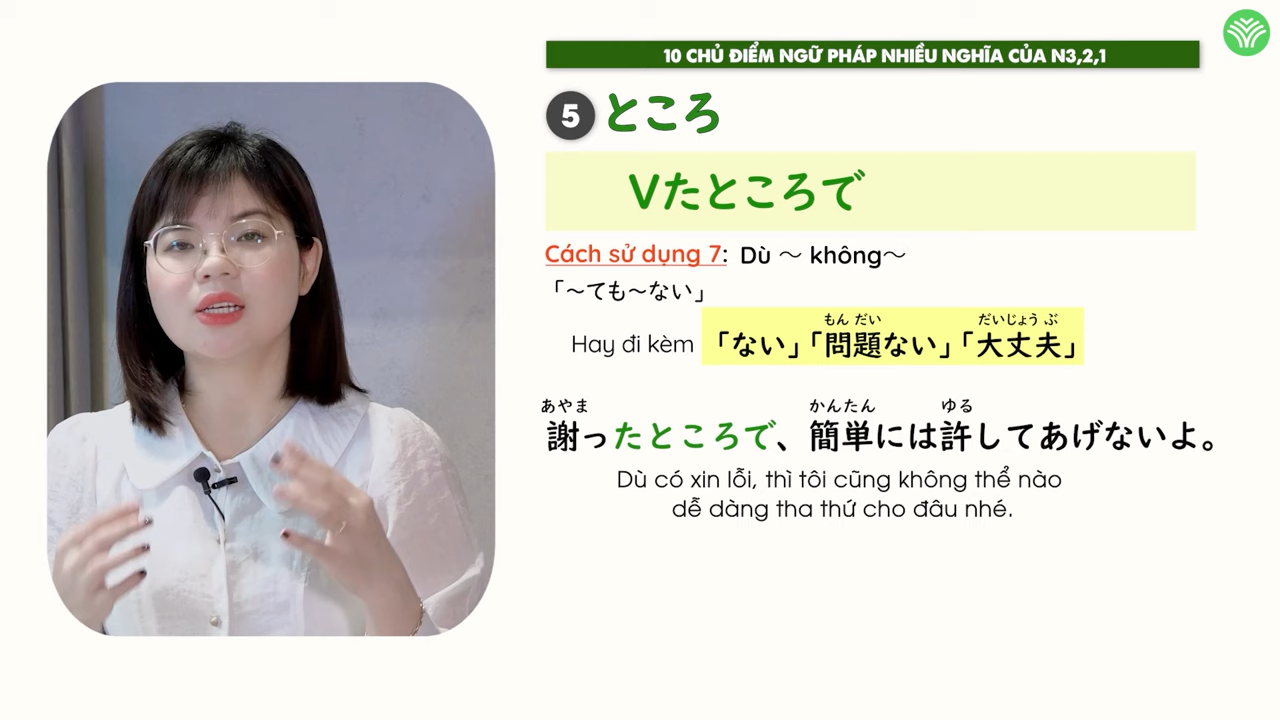 10 CHỦ ĐIỂM NGỮ PHÁP NHIỀU NGHĨA CỦA N3,2,1
5 ところ
Vたところで
Cách sử dụng 7: Dù ～ không～
「～ても～ない」
もん だい だいじょう ぶ
Hay đi kèm 「ない」「問題ない」「大丈夫」
あやま かんたん ゆる
謝ったところで、簡単には許してあげないよ。
Dù có xin lỗi, thì tôi cũng không thể nào
dễ dàng tha thứ cho đâu nhé.